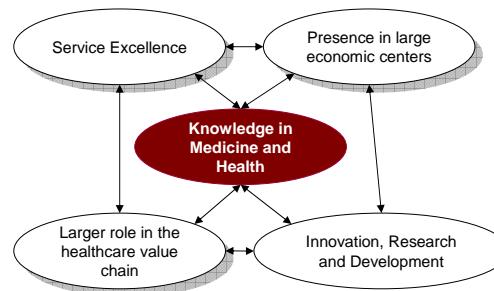 Service Excellence
Presence in large
economic centers
Knowledge in
Medicine and
Health
Larger role in the
healthcare value
chain
Innovation, Research
and Development